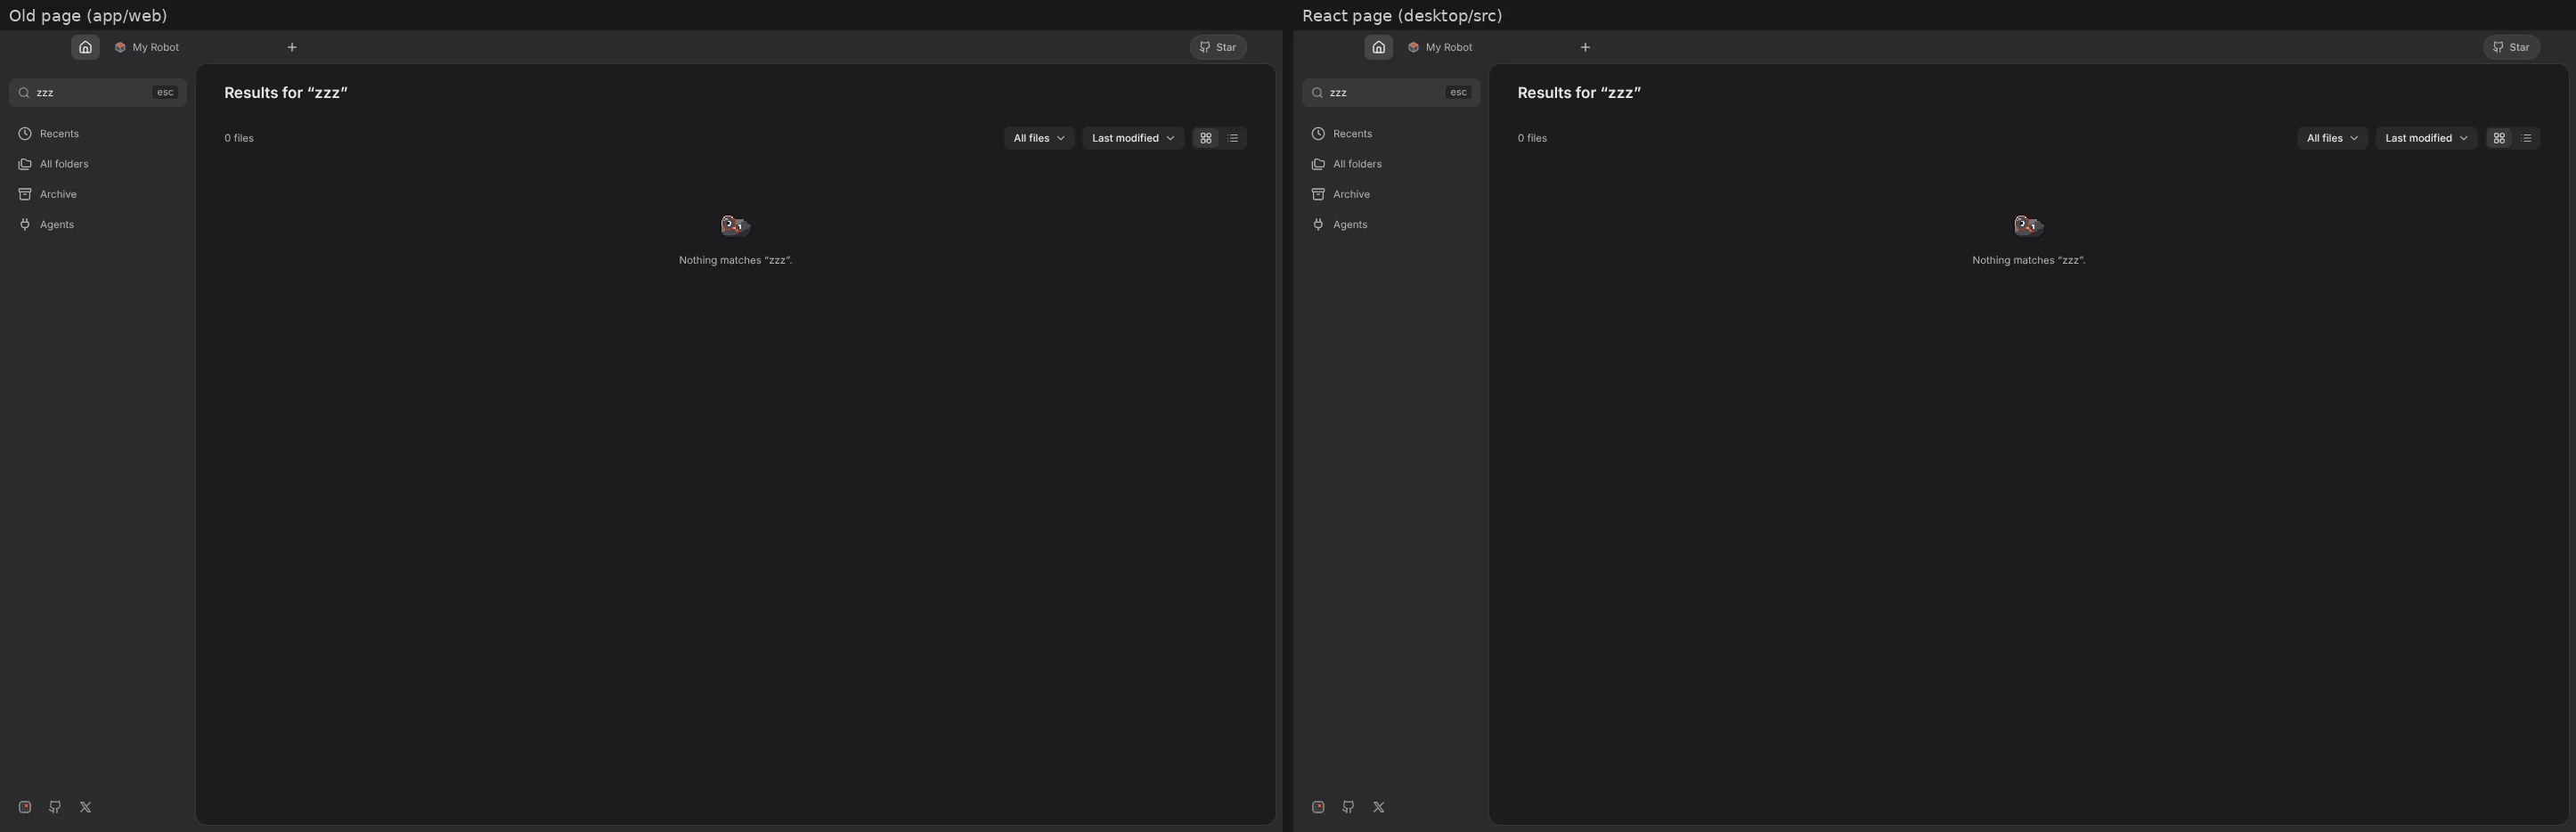 Old page (app/web)
My Robot
Star
zzz
esc
Recents
All folders
Archive
Agents
Results for “zzz”
0 files
All files
Last modified
Nothing matches “zzz”.
React page (desktop/src)
My Robot
Star
zzz
esc
Recents
All folders
Archive
Agents
Results for “zzz”
0 files
All files
Last modified
Nothing matches “zzz”.